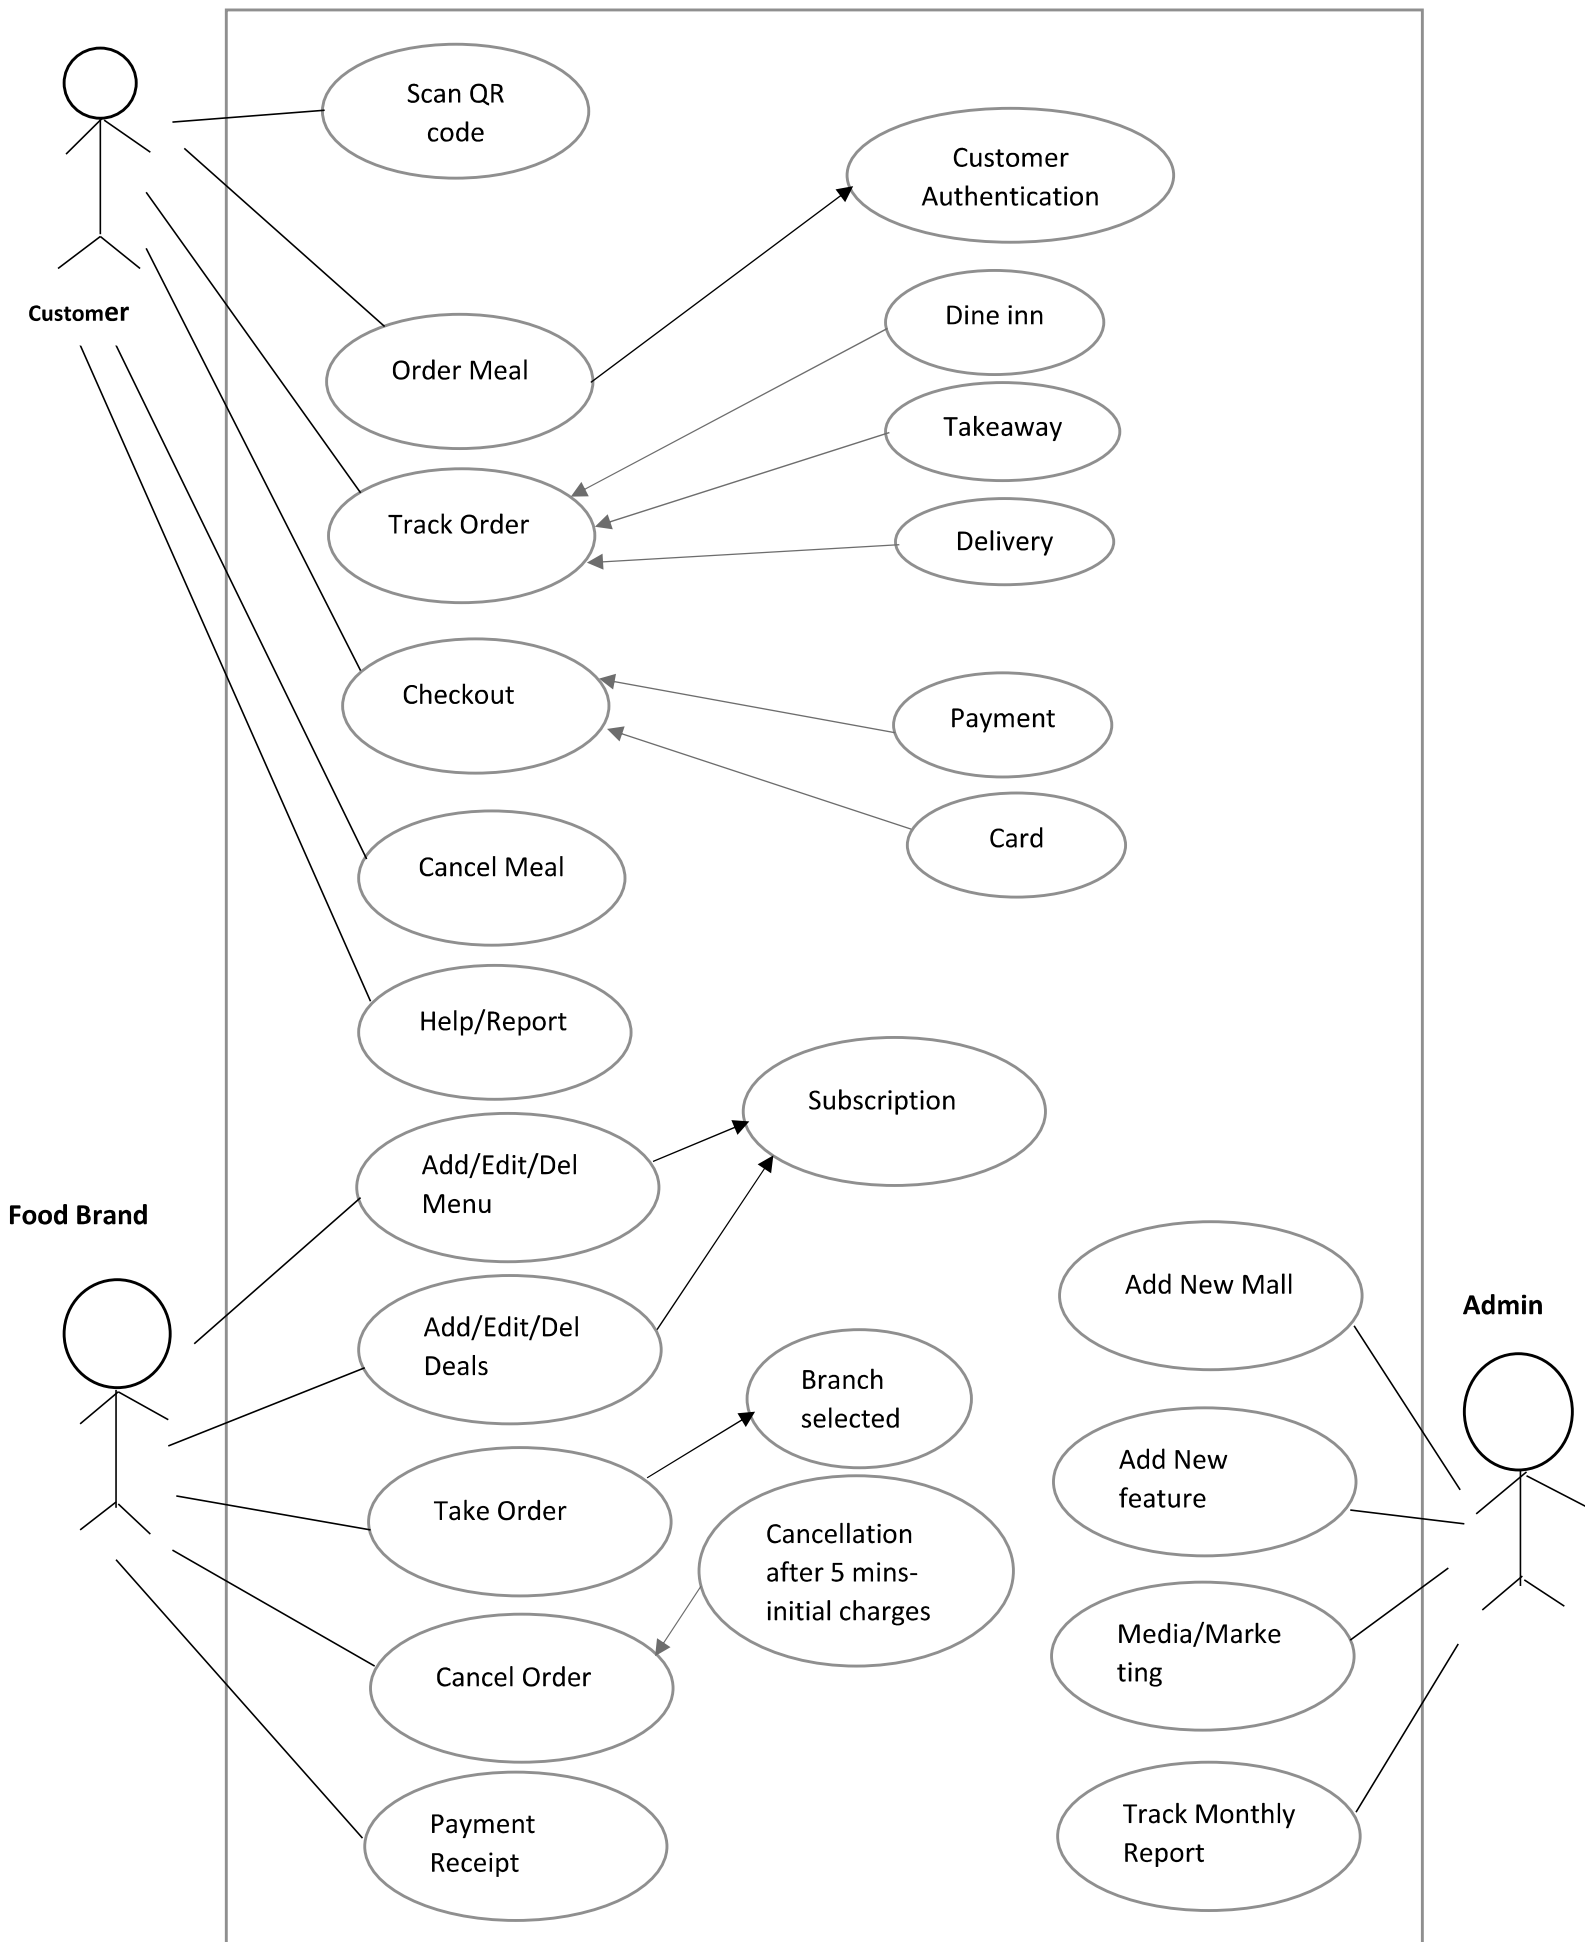 Scan QR
code
Customer
Authentication
Dine inn
Customer
Order Meal
Takeaway
Track Order
Delivery
Checkout
Payment
Card
Cancel Meal
Help/Report
Subscription
Add/Edit/Del
Menu
Food Brand
Add New Mall
Admin
Add/Edit/Del
Deals
Branch
selected
Add New
feature
Take Order
Cancellation
after 5 mins-
initial charges
Media/Marke
ting
Cancel Order
Track Monthly
Report
Payment
Receipt